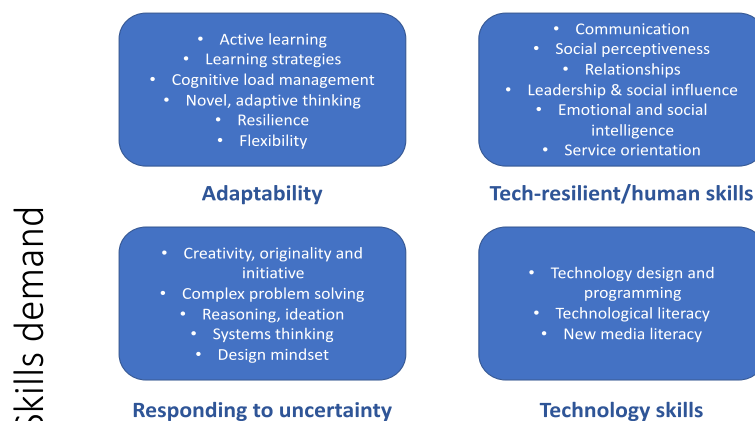 • Active learning
• Learning strategies
• Cognitive load management
• Novel, adaptive thinking
• Resilience
• Flexibility
Adaptability
• Communication
• Social perceptiveness
• Relationships
• Leadership & social influence
• Emotional and social
intelligence
• Service orientation
Tech-resilient/human skills
• Creativity, originality and
initiative
• Complex problem solving
• Reasoning, ideation
• Systems thinking
• Design mindset
Responding to uncertainty
• Technology design and
programming
• Technological literacy
• New media literacy
Technology skills
Skills demand